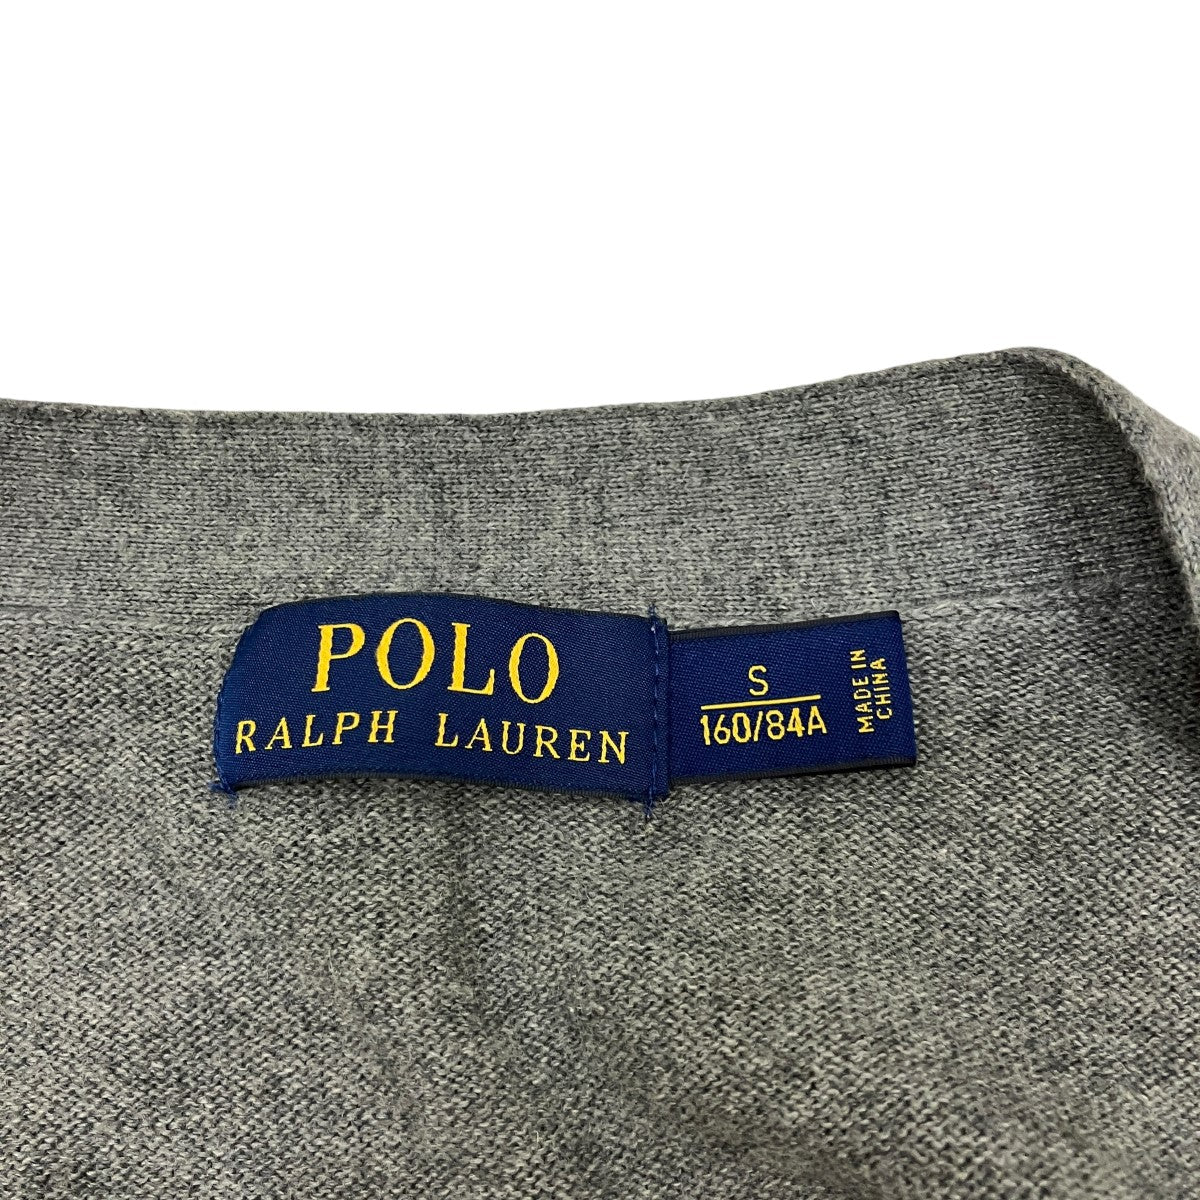 POLO
RALPH LAUREN
S
160/84A
MADE IN
CHINA